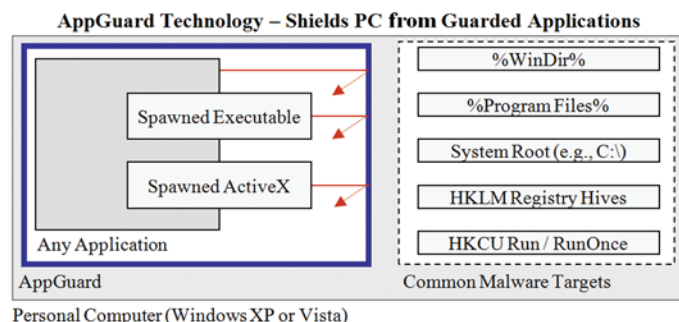 AppGuard Technology – Shields PC from Guarded Applications
Spawned Executable
Spawned ActiveX
Any Application
AppGuard
%WinDir%
%Program Files%
System Root (e.g., C:\)
HKLM Registry Hives
HKCU Run / RunOnce
Common Malware Targets
Personal Computer (Windows XP or Vista)